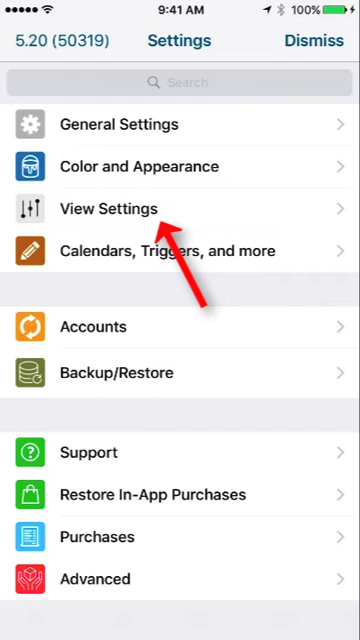 9:41 AM 100%
5.20 (50319) Settings Dismiss
Search
General Settings
Color and Appearance
View Settings
Calendars, Triggers, and more
Accounts
Backup/Restore
Support
Restore In-App Purchases
Purchases
Advanced